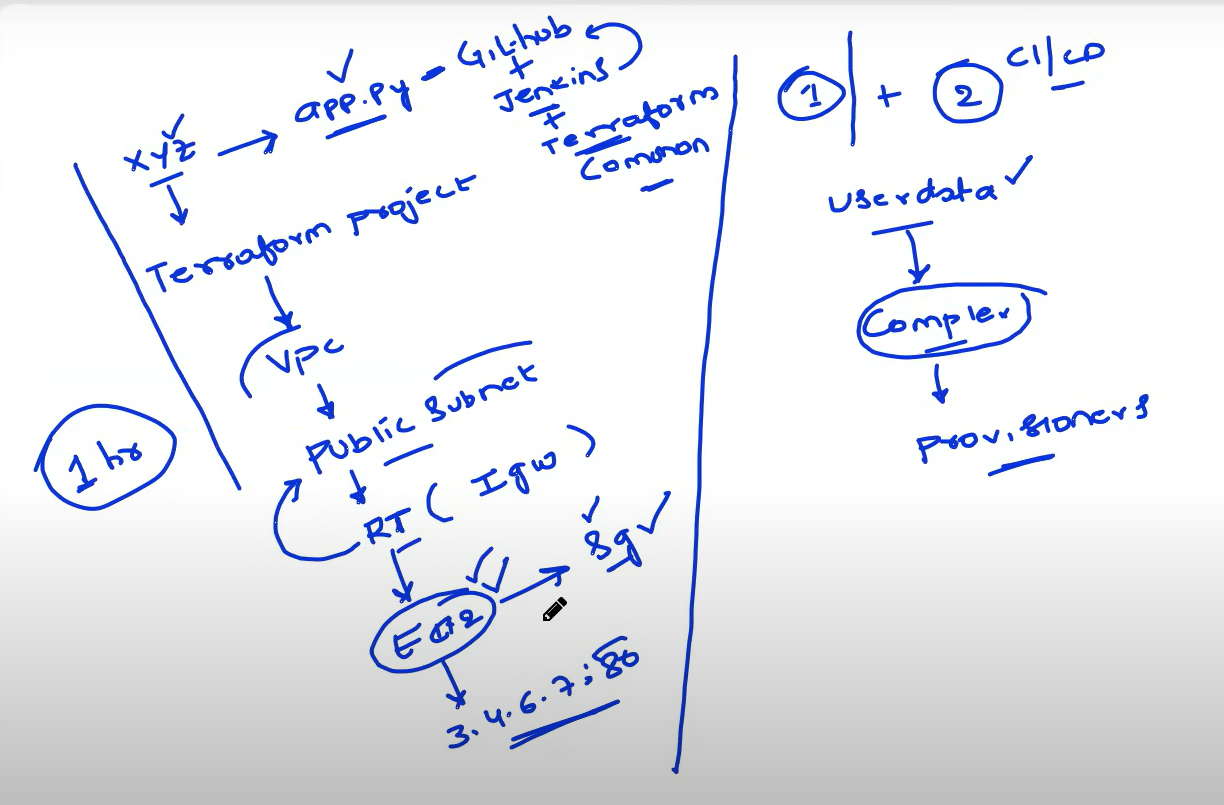 app.py - GitHub
+
Jenkins
+
Terraform
Common
xyz
Terraform project
VPC
Public Subnet
RT ( Igw )
1 hr
Sg
EC2
3.4.6.7:80
1 + 2 CI/CD
userdata
Compler
Provisioners